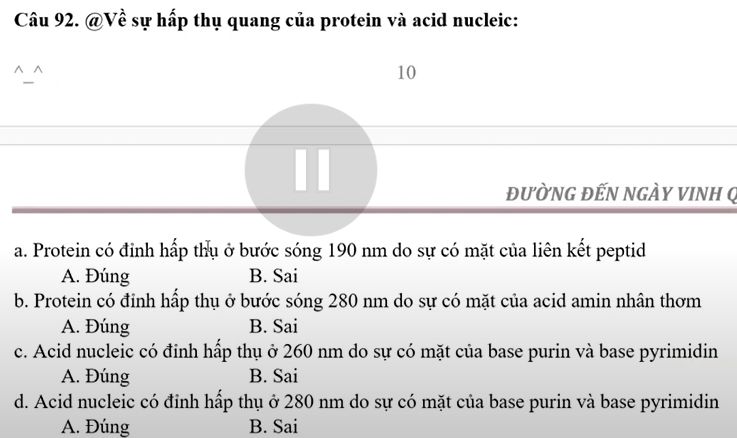 Câu 92. @Về sự hấp thụ quang của protein và acid nucleic:
^_^
10
ĐƯỜNG ĐẾN NGÀY VINH Q
a. Protein có đỉnh hấp thụ ở bước sóng 190 nm do sự có mặt của liên kết peptid
A. Đúng B. Sai
b. Protein có đỉnh hấp thụ ở bước sóng 280 nm do sự có mặt của acid amin nhân thơm
A. Đúng B. Sai
c. Acid nucleic có đỉnh hấp thụ ở 260 nm do sự có mặt của base purin và base pyrimidin
A. Đúng B. Sai
d. Acid nucleic có đỉnh hấp thụ ở 280 nm do sự có mặt của base purin và base pyrimidin
A. Đúng B. Sai